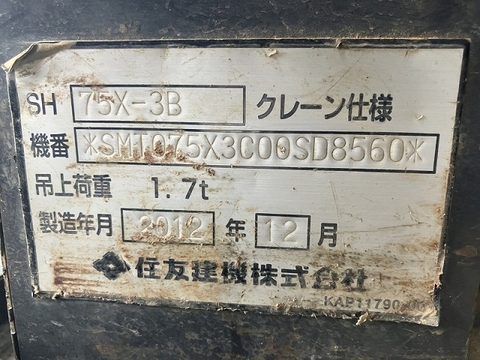 SH 75X-3B クレーン仕様
機番 *SMT075X3C00SD8560*
吊上荷重 1.7t
製造年月 2012 年 12 月
住友建機株式会社
KAP11790-00